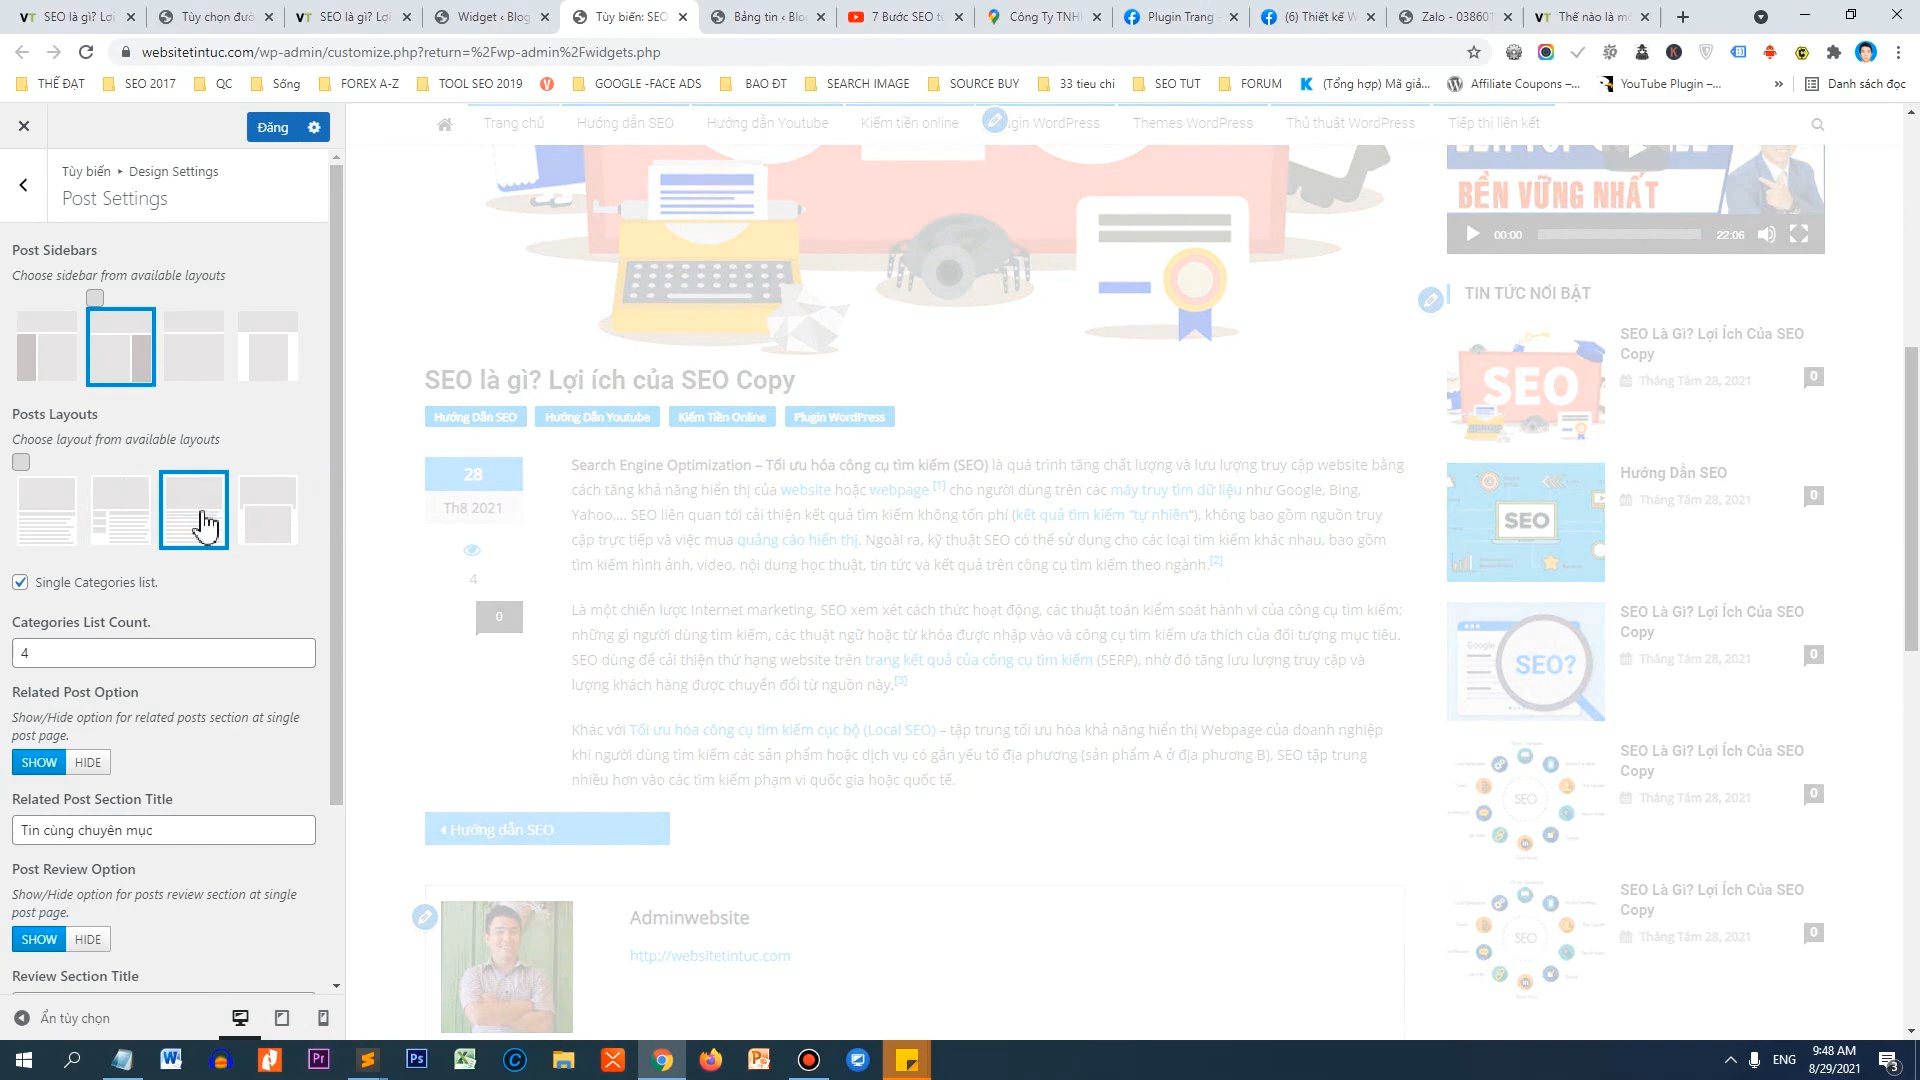 SEO là gì? Lợi
Tùy chọn đườ
SEO là gì? Lợi
Widget ‹ Blog
Tùy biến: SEO
Bảng tin ‹ Blo
7 Bước SEO từ
Công Ty TNHH
Plugin Trang
(6) Thiết kế W
Zalo - 03860
Thế nào là m
websitetintuc.com/wp-admin/customize.php?return=%2Fwp-admin%2Fwidgets.php
THẺ ĐẠT
SEO 2017
QC
Sống
FOREX A-Z
TOOL SEO 2019
GOOGLE -FACE ADS
BAO ĐT
SEARCH IMAGE
SOURCE BUY
33 tieu chi
SEO TUT
FORUM
(Tổng hợp) Mã giả...
Affiliate Coupons –...
YouTube Plugin –...
»
Danh sách đọc
Đăng
Tùy biến ▸ Design Settings
Post Settings
Post Sidebars
Choose sidebar from available layouts
Posts Layouts
Choose layout from available layouts
Single Categories list.
Categories List Count.
4
Related Post Option
Show/Hide option for related posts section at single
post page.
SHOW HIDE
Related Post Section Title
Tin cùng chuyên mục
Post Review Option
Show/Hide option for posts review section at single
post page.
SHOW HIDE
Review Section Title
Ẩn tùy chọn
Trang chủ
Hướng dẫn SEO
Hướng dẫn Youtube
Kiếm tiền online
gin WordPress
Themes WordPress
Thủ thuật WordPress
Tiếp thị liên kết
SEO là gì? Lợi ích của SEO Copy
Hướng Dẫn SEO
Hướng Dẫn Youtube
Kiếm Tiền Online
Plugin WordPress
28
Th8 2021
4
0
Search Engine Optimization – Tối ưu hóa công cụ tìm kiếm (SEO) là quá trình tăng chất lượng và lưu lượng truy cập website bằng
cách tăng khả năng hiển thị của website hoặc webpage [1] cho người dùng trên các máy truy tìm dữ liệu như Google, Bing,
Yahoo,... SEO liên quan tới cải thiện kết quả tìm kiếm không tốn phí (kết quả tìm kiếm “tự nhiên“), không bao gồm nguồn truy
cập trực tiếp và việc mua quảng cáo hiển thị. Ngoài ra, kỹ thuật SEO có thể sử dụng cho các loại tìm kiếm khác nhau, bao gồm
tìm kiếm hình ảnh, video, nội dung học thuật, tin tức và kết quả trên công cụ tìm kiếm theo ngành.[2]
Là một chiến lược Internet marketing, SEO xem xét cách thức hoạt động, các thuật toán kiểm soát hành vi của công cụ tìm kiếm;
những gì người dùng tìm kiếm, các thuật ngữ hoặc từ khóa được nhập vào và công cụ tìm kiếm ưa thích của đối tượng mục tiêu.
SEO dùng để cải thiện thứ hạng website trên trang kết quả của công cụ tìm kiếm (SERP), nhờ đó tăng lưu lượng truy cập và
lượng khách hàng được chuyển đổi từ nguồn này.[3]
Khác với Tối ưu hóa công cụ tìm kiếm cục bộ (Local SEO) – tập trung tối ưu hóa khả năng hiển thị Webpage của doanh nghiệp
khi người dùng tìm kiếm các sản phẩm hoặc dịch vụ có gắn yếu tố địa phương (sản phẩm A ở địa phương B), SEO tập trung
nhiều hơn vào các tìm kiếm phạm vi quốc gia hoặc quốc tế.
Hướng dẫn SEO
Adminwebsite
http://websitetintuc.com
BỀN VỮNG NHẤT
00:00
22:06
TIN TỨC NỔI BẬT
SEO
SEO Là Gì? Lợi Ích Của SEO
Copy
Tháng Tám 28, 2021
0
SEO
Hướng Dẫn SEO
Tháng Tám 28, 2021
0
Google
SEO?
SEO Là Gì? Lợi Ích Của SEO
Copy
Tháng Tám 28, 2021
0
SEO
SEO Là Gì? Lợi Ích Của SEO
Copy
Tháng Tám 28, 2021
0
SEO
SEO Là Gì? Lợi Ích Của SEO
Copy
Tháng Tám 28, 2021
0
ENG
9:48 AM
8/29/2021
3